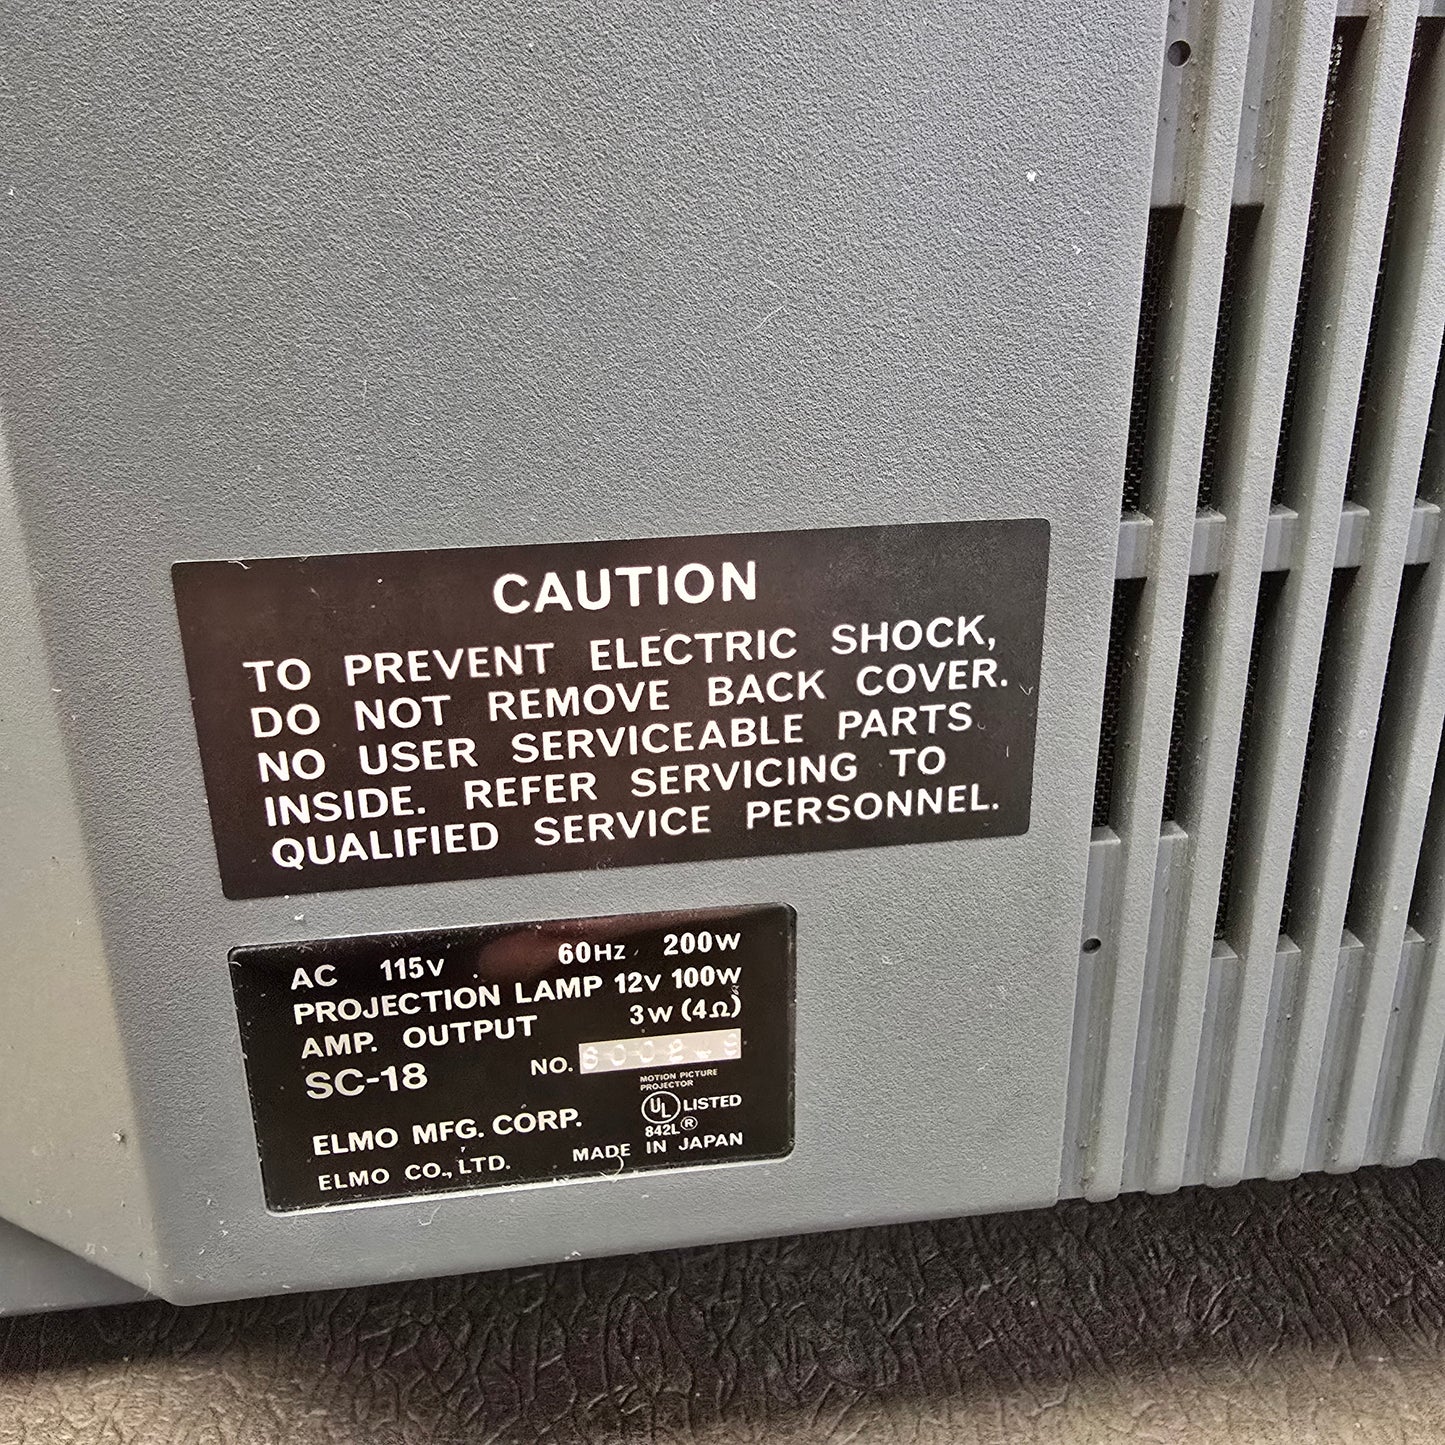 CAUTION
TO PREVENT ELECTRIC SHOCK,
DO NOT REMOVE BACK COVER.
NO USER SERVICEABLE PARTS
INSIDE. REFER SERVICING TO
QUALIFIED SERVICE PERSONNEL.
AC 115V 60Hz 200W
PROJECTION LAMP 12V 100W
AMP. OUTPUT 3W (4Ω)
SC-18 NO.
MOTION PICTURE
PROJECTOR
UL LISTED
842L®
ELMO MFG. CORP.
ELMO CO., LTD. MADE IN JAPAN